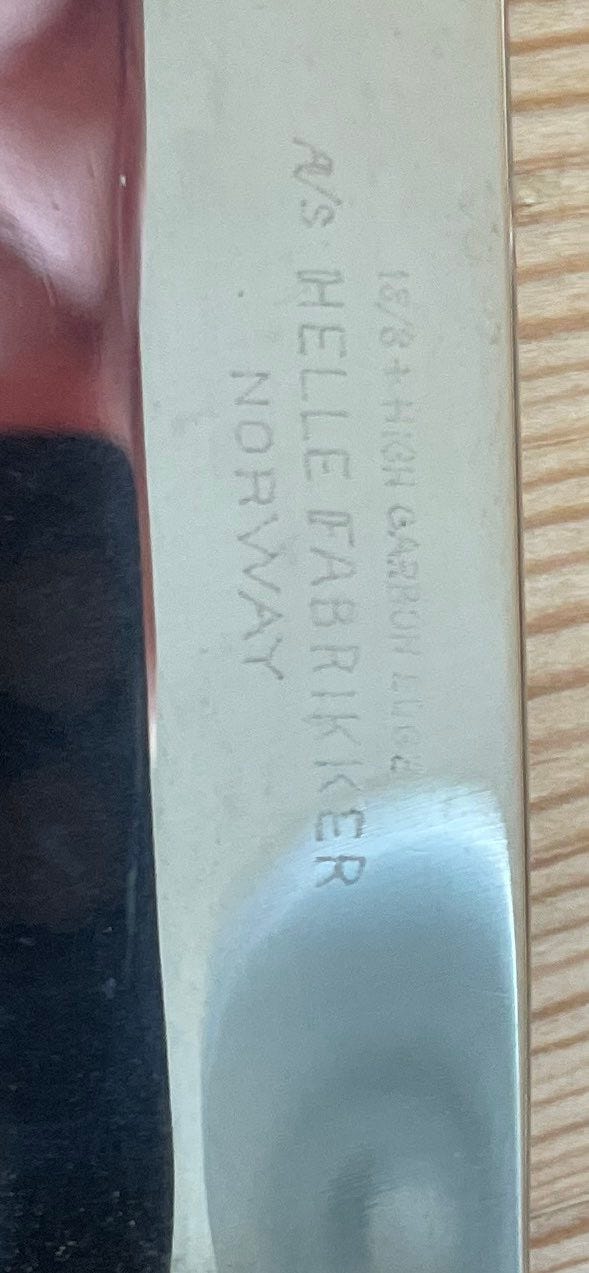 18/8 + HIGH CARBON EDGE
A/S HELLE FABRIKKER
NORWAY